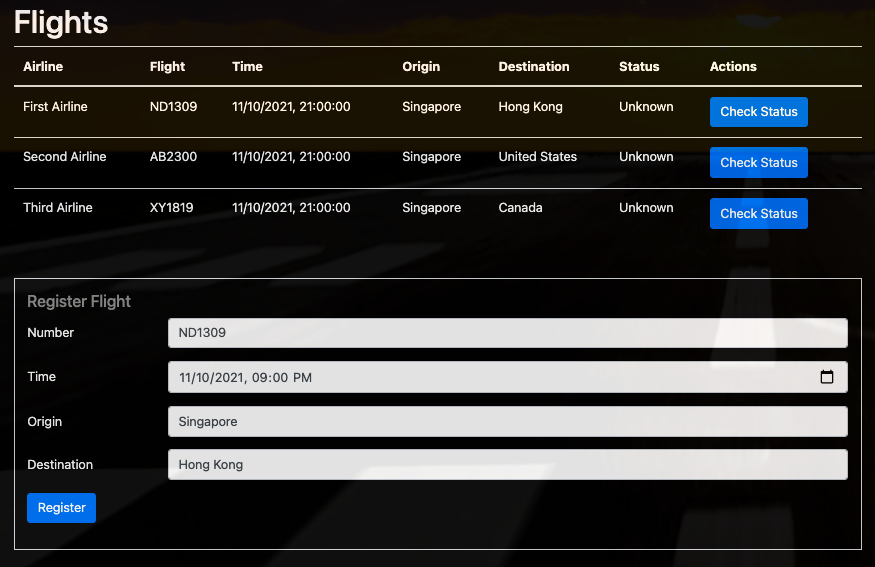 Flights
Airline Flight Time Origin Destination Status Actions
First Airline ND1309 11/10/2021, 21:00:00 Singapore Hong Kong Unknown Check Status
Second Airline AB2300 11/10/2021, 21:00:00 Singapore United States Unknown Check Status
Third Airline XY1819 11/10/2021, 21:00:00 Singapore Canada Unknown Check Status
Register Flight
Number ND1309
Time 11/10/2021, 09:00 PM
Origin Singapore
Destination Hong Kong
Register